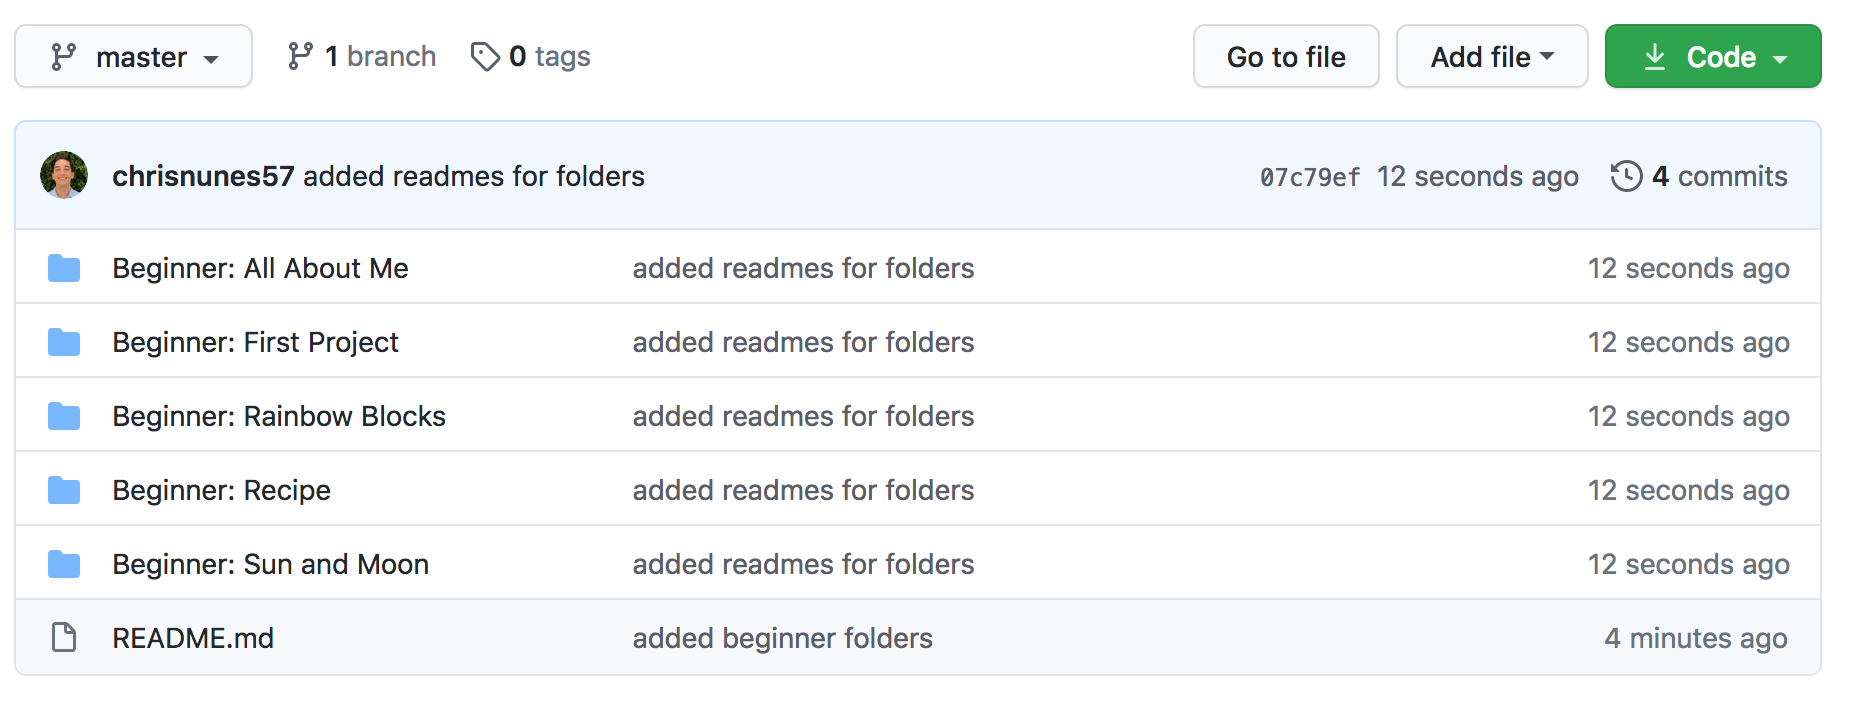 master 1 branch 0 tags Go to file Add file Code
chrisnunes57 added readmes for folders 07c79ef 12 seconds ago 4 commits
Beginner: All About Me added readmes for folders 12 seconds ago
Beginner: First Project added readmes for folders 12 seconds ago
Beginner: Rainbow Blocks added readmes for folders 12 seconds ago
Beginner: Recipe added readmes for folders 12 seconds ago
Beginner: Sun and Moon added readmes for folders 12 seconds ago
README.md added beginner folders 4 minutes ago